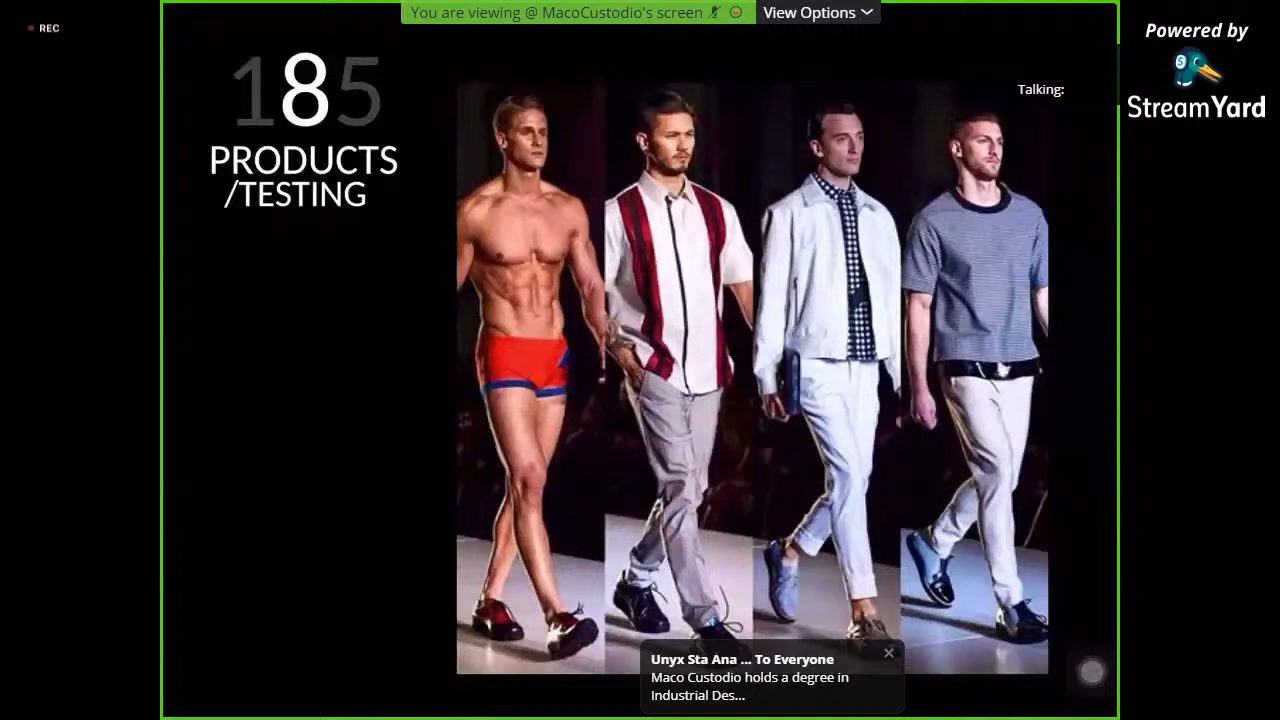 You are viewing @ MacoCustodio's screen
View Options
REC
Powered by
StreamYard
185
PRODUCTS
/TESTING
Talking:
Unyx Sta Ana ... To Everyone
Maco Custodio holds a degree in
Industrial Des...